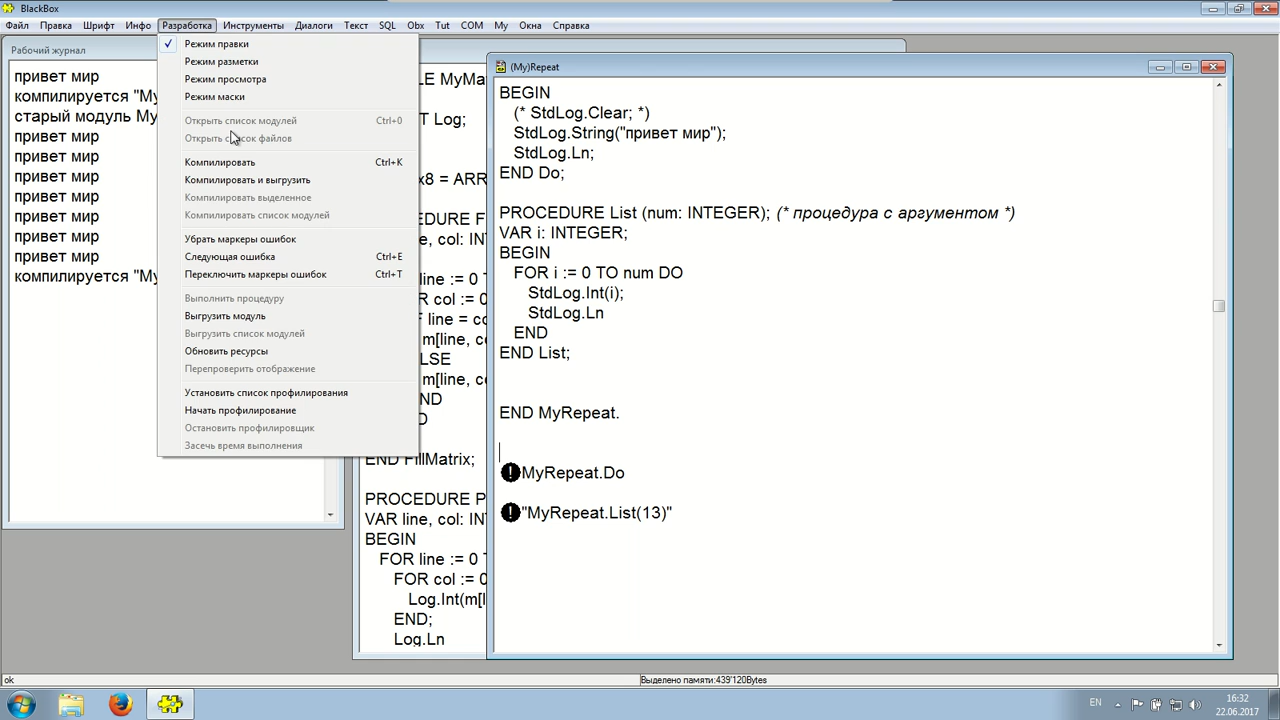 BlackBox
Файл Правка Шрифт Инфо Разработка Инструменты Диалоги Текст SQL Obx Tut COM My Окна Справка
Рабочий журнал
привет мир
компилируется "My
старый модуль My
привет мир
привет мир
привет мир
привет мир
привет мир
привет мир
привет мир
компилируется "My
Режим правки
Режим разметки
Режим просмотра
Режим маски
Открыть список модулей Ctrl+0
Открыть список файлов
Компилировать Ctrl+K
Компилировать и выгрузить
Компилировать выделенное
Компилировать список модулей
Убрать маркеры ошибок
Следующая ошибка Ctrl+E
Переключить маркеры ошибок Ctrl+T
Выполнить процедуру
Выгрузить модуль
Выгрузить список модулей
Обновить ресурсы
Перепроверить отображение
Установить список профилирования
Начать профилирование
Остановить профилировщик
Засечь время выполнения
LE MyMa
T Log;
x8 = ARR
DURE F
e, col: IN
line := 0
R col :=
F line = co
m[line, c
LSE
m[line, c
ND
D
END FillMatrix;
PROCEDURE P
VAR line, col: INT
BEGIN
FOR line := 0 T
FOR col := 0
Log.Int(m[l
END;
Log.Ln
(My)Repeat
BEGIN
(* StdLog.Clear; *)
StdLog.String("привет мир");
StdLog.Ln;
END Do;
PROCEDURE List (num: INTEGER); (* процедура с аргументом *)
VAR i: INTEGER;
BEGIN
FOR i := 0 TO num DO
StdLog.Int(i);
StdLog.Ln
END
END List;
END MyRepeat.
!MyRepeat.Do
!"MyRepeat.List(13)"
ok
Выделено памяти:439'120Bytes
EN
16:32
22.06.2017